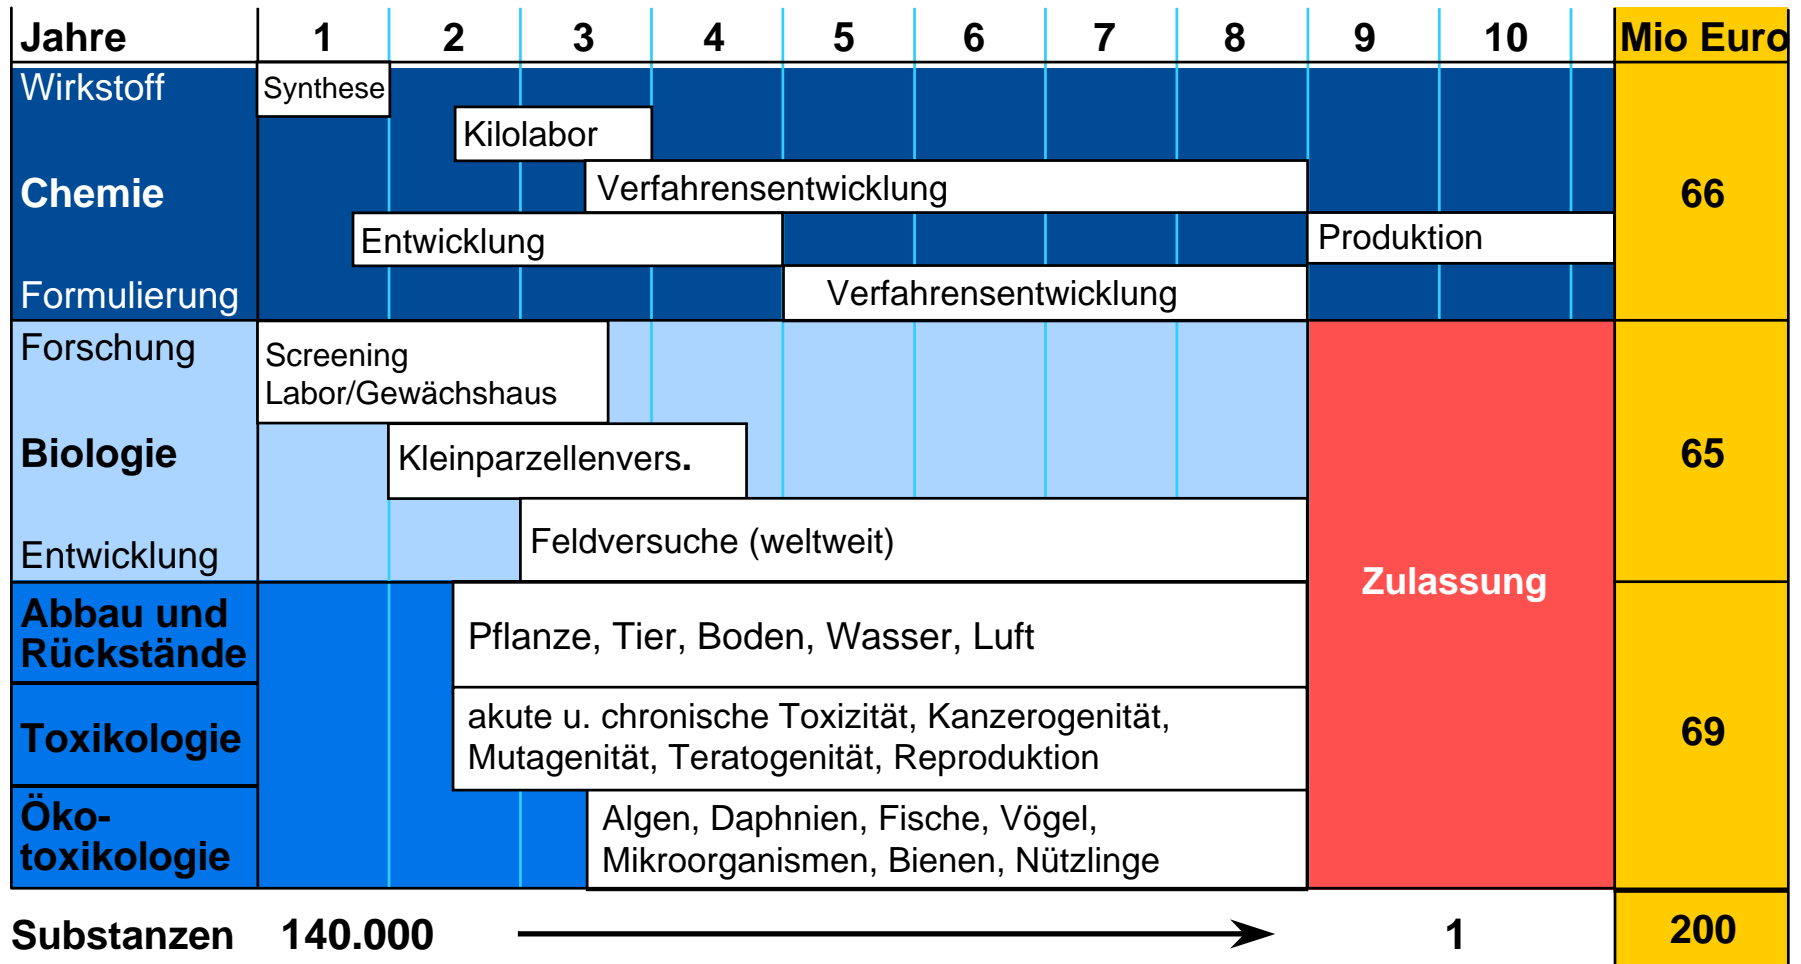 Jahre 1 2 3 4 5 6 7 8 9 10 Mio Euro
Wirkstoff
Synthese
Kilolabor
Chemie
Verfahrensentwicklung
66
Entwicklung
Produktion
Formulierung
Verfahrensentwicklung
Forschung
Screening
Labor/Gewächshaus
Biologie
Kleinparzellenvers.
65
Entwicklung
Feldversuche (weltweit)
Zulassung
Abbau und
Rückstände
Pflanze, Tier, Boden, Wasser, Luft
Toxikologie
akute u. chronische Toxizität, Kanzerogenität,
Mutagenität, Teratogenität, Reproduktion
69
Öko-
toxikologie
Algen, Daphnien, Fische, Vögel,
Mikroorganismen, Bienen, Nützlinge
Substanzen 140.000 1 200